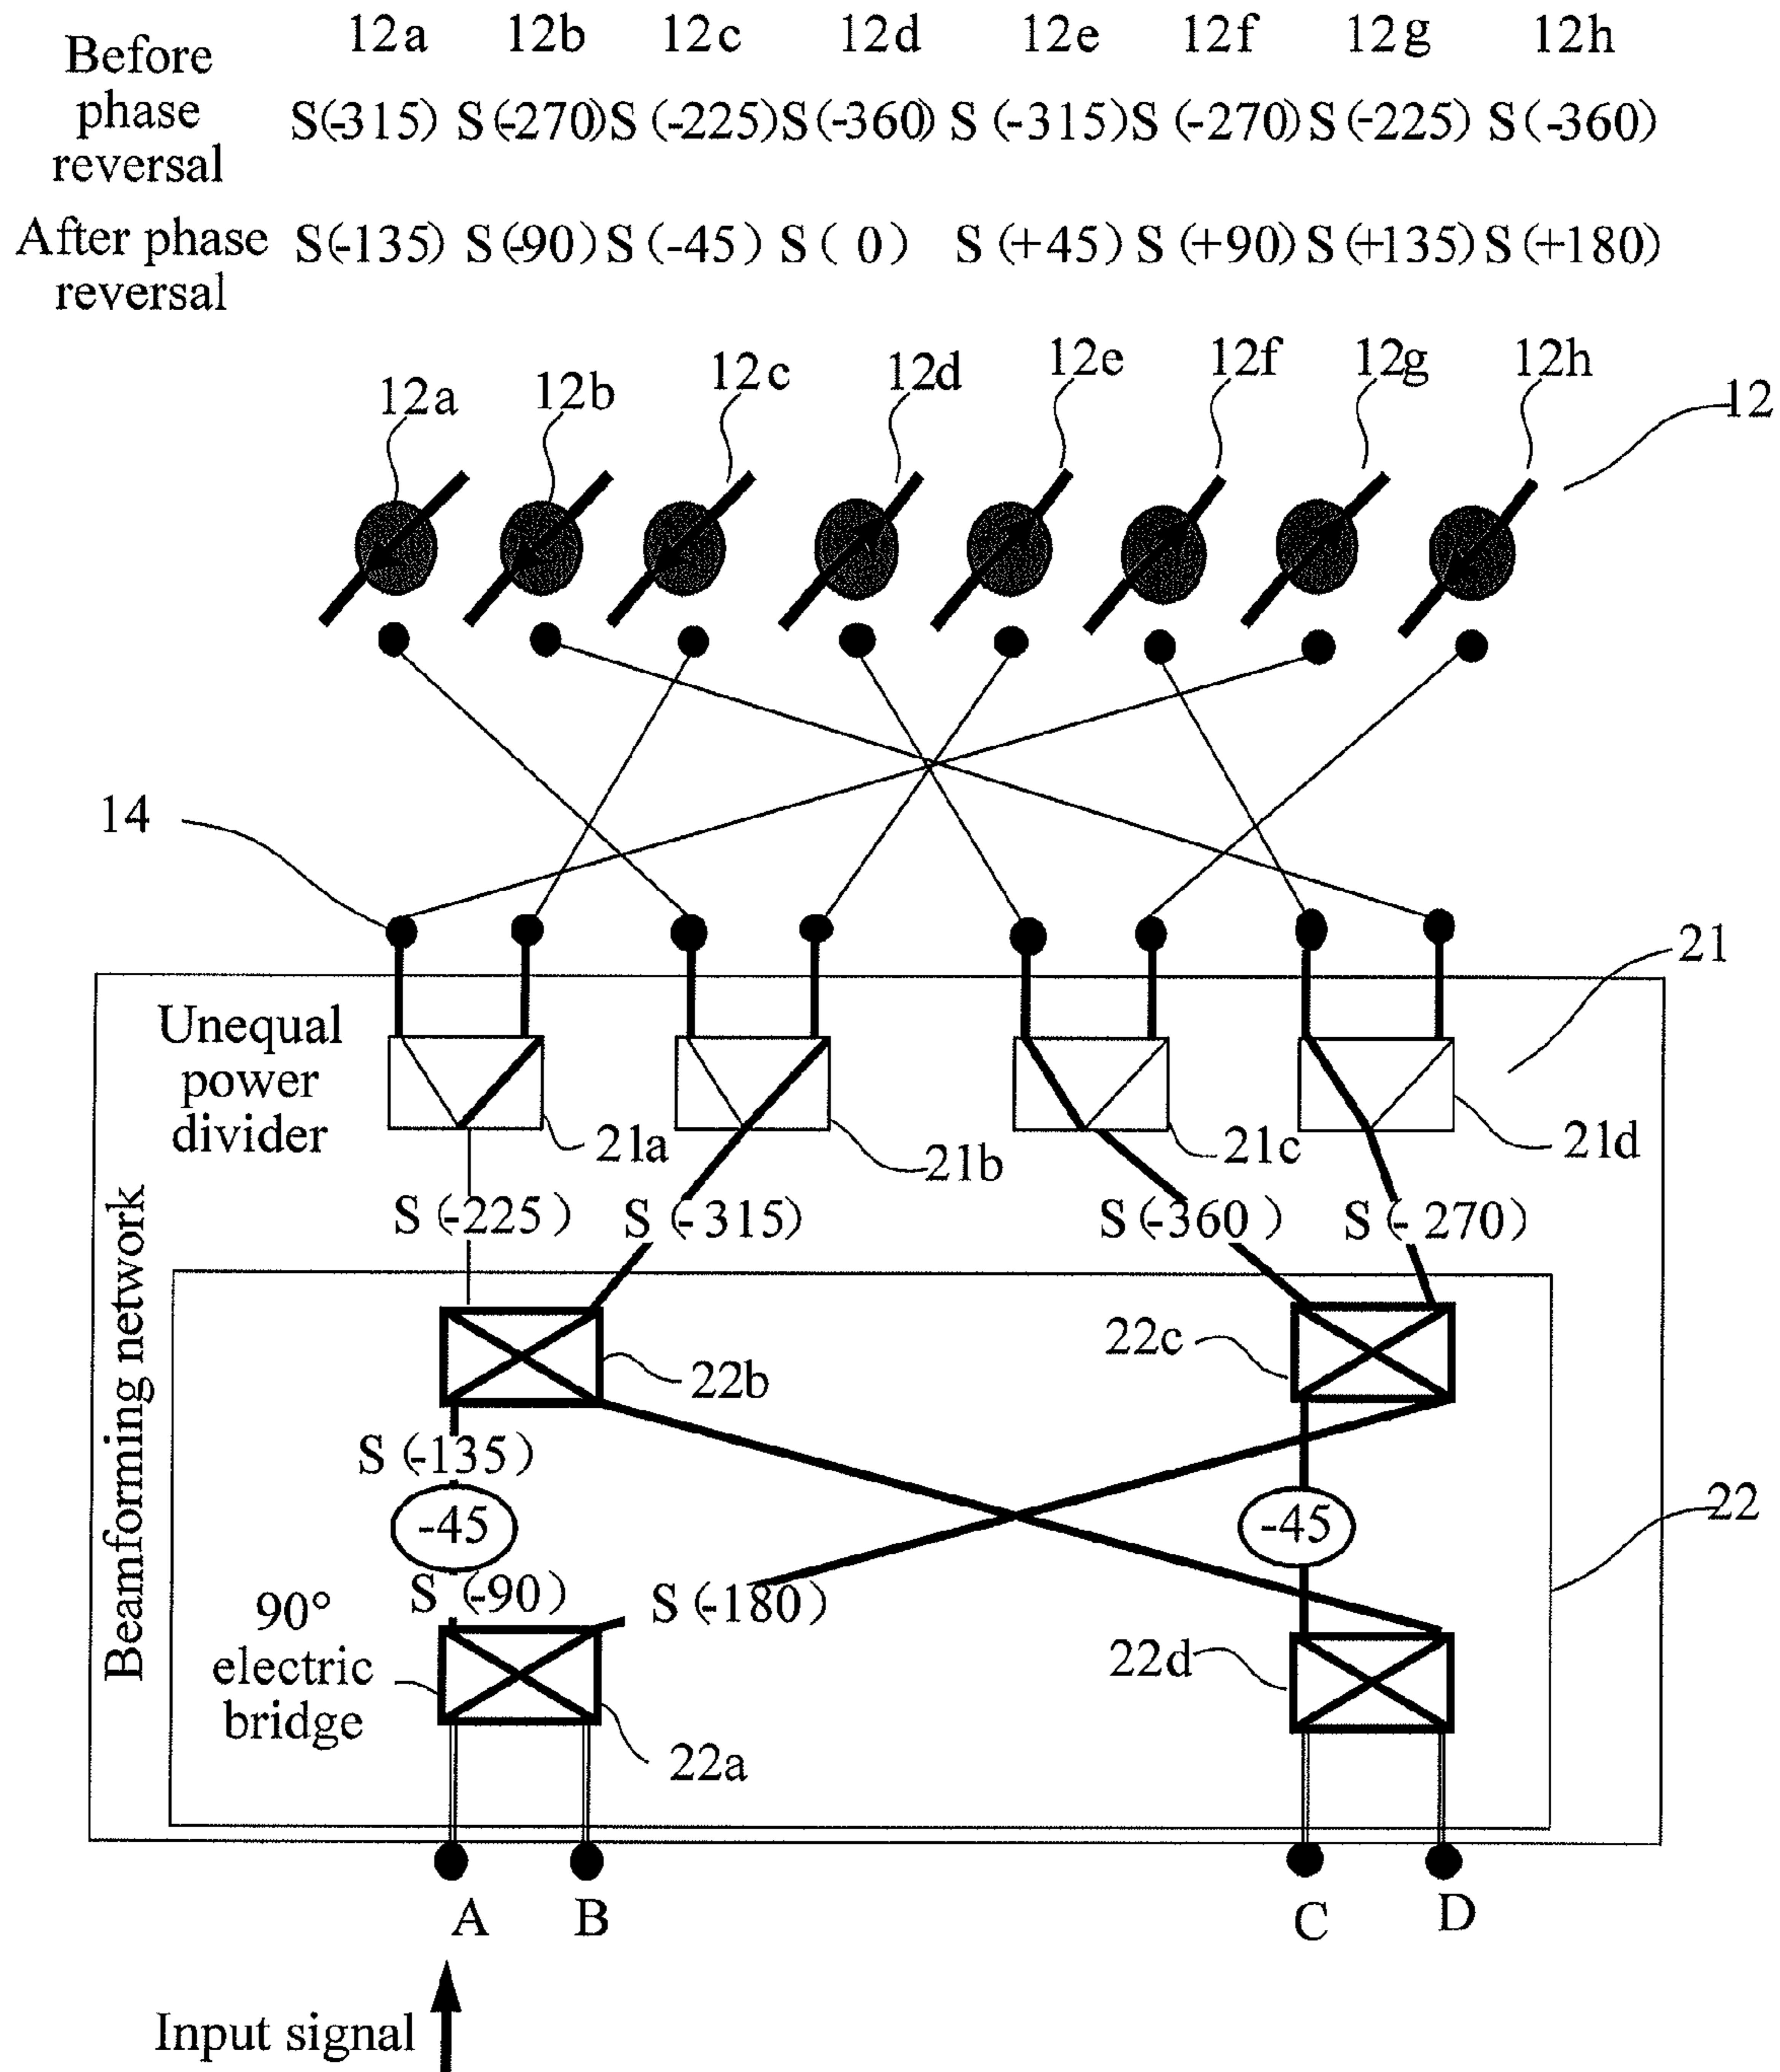 12a 12b 12c 12d 12e 12f 12g 12h
Before
phase
reversal
S(-315) S(-270) S(-225) S(-360) S(-315) S(-270) S(-225) S(-360)
After phase
reversal
S(-135) S(-90) S(-45) S( 0) S(+45) S(+90) S(+135) S(+180)
12a 12b 12c 12d 12e 12f 12g 12h
12
14
21
Unequal
power
divider
21a 21b 21c 21d
S(-225) S(-315) S(-360) S(-270)
Beamforming network
22b 22c
S(-135)
-45 -45
22
S(-90) S(-180)
90°
electric
bridge
22d
22a
A B C D
Input signal